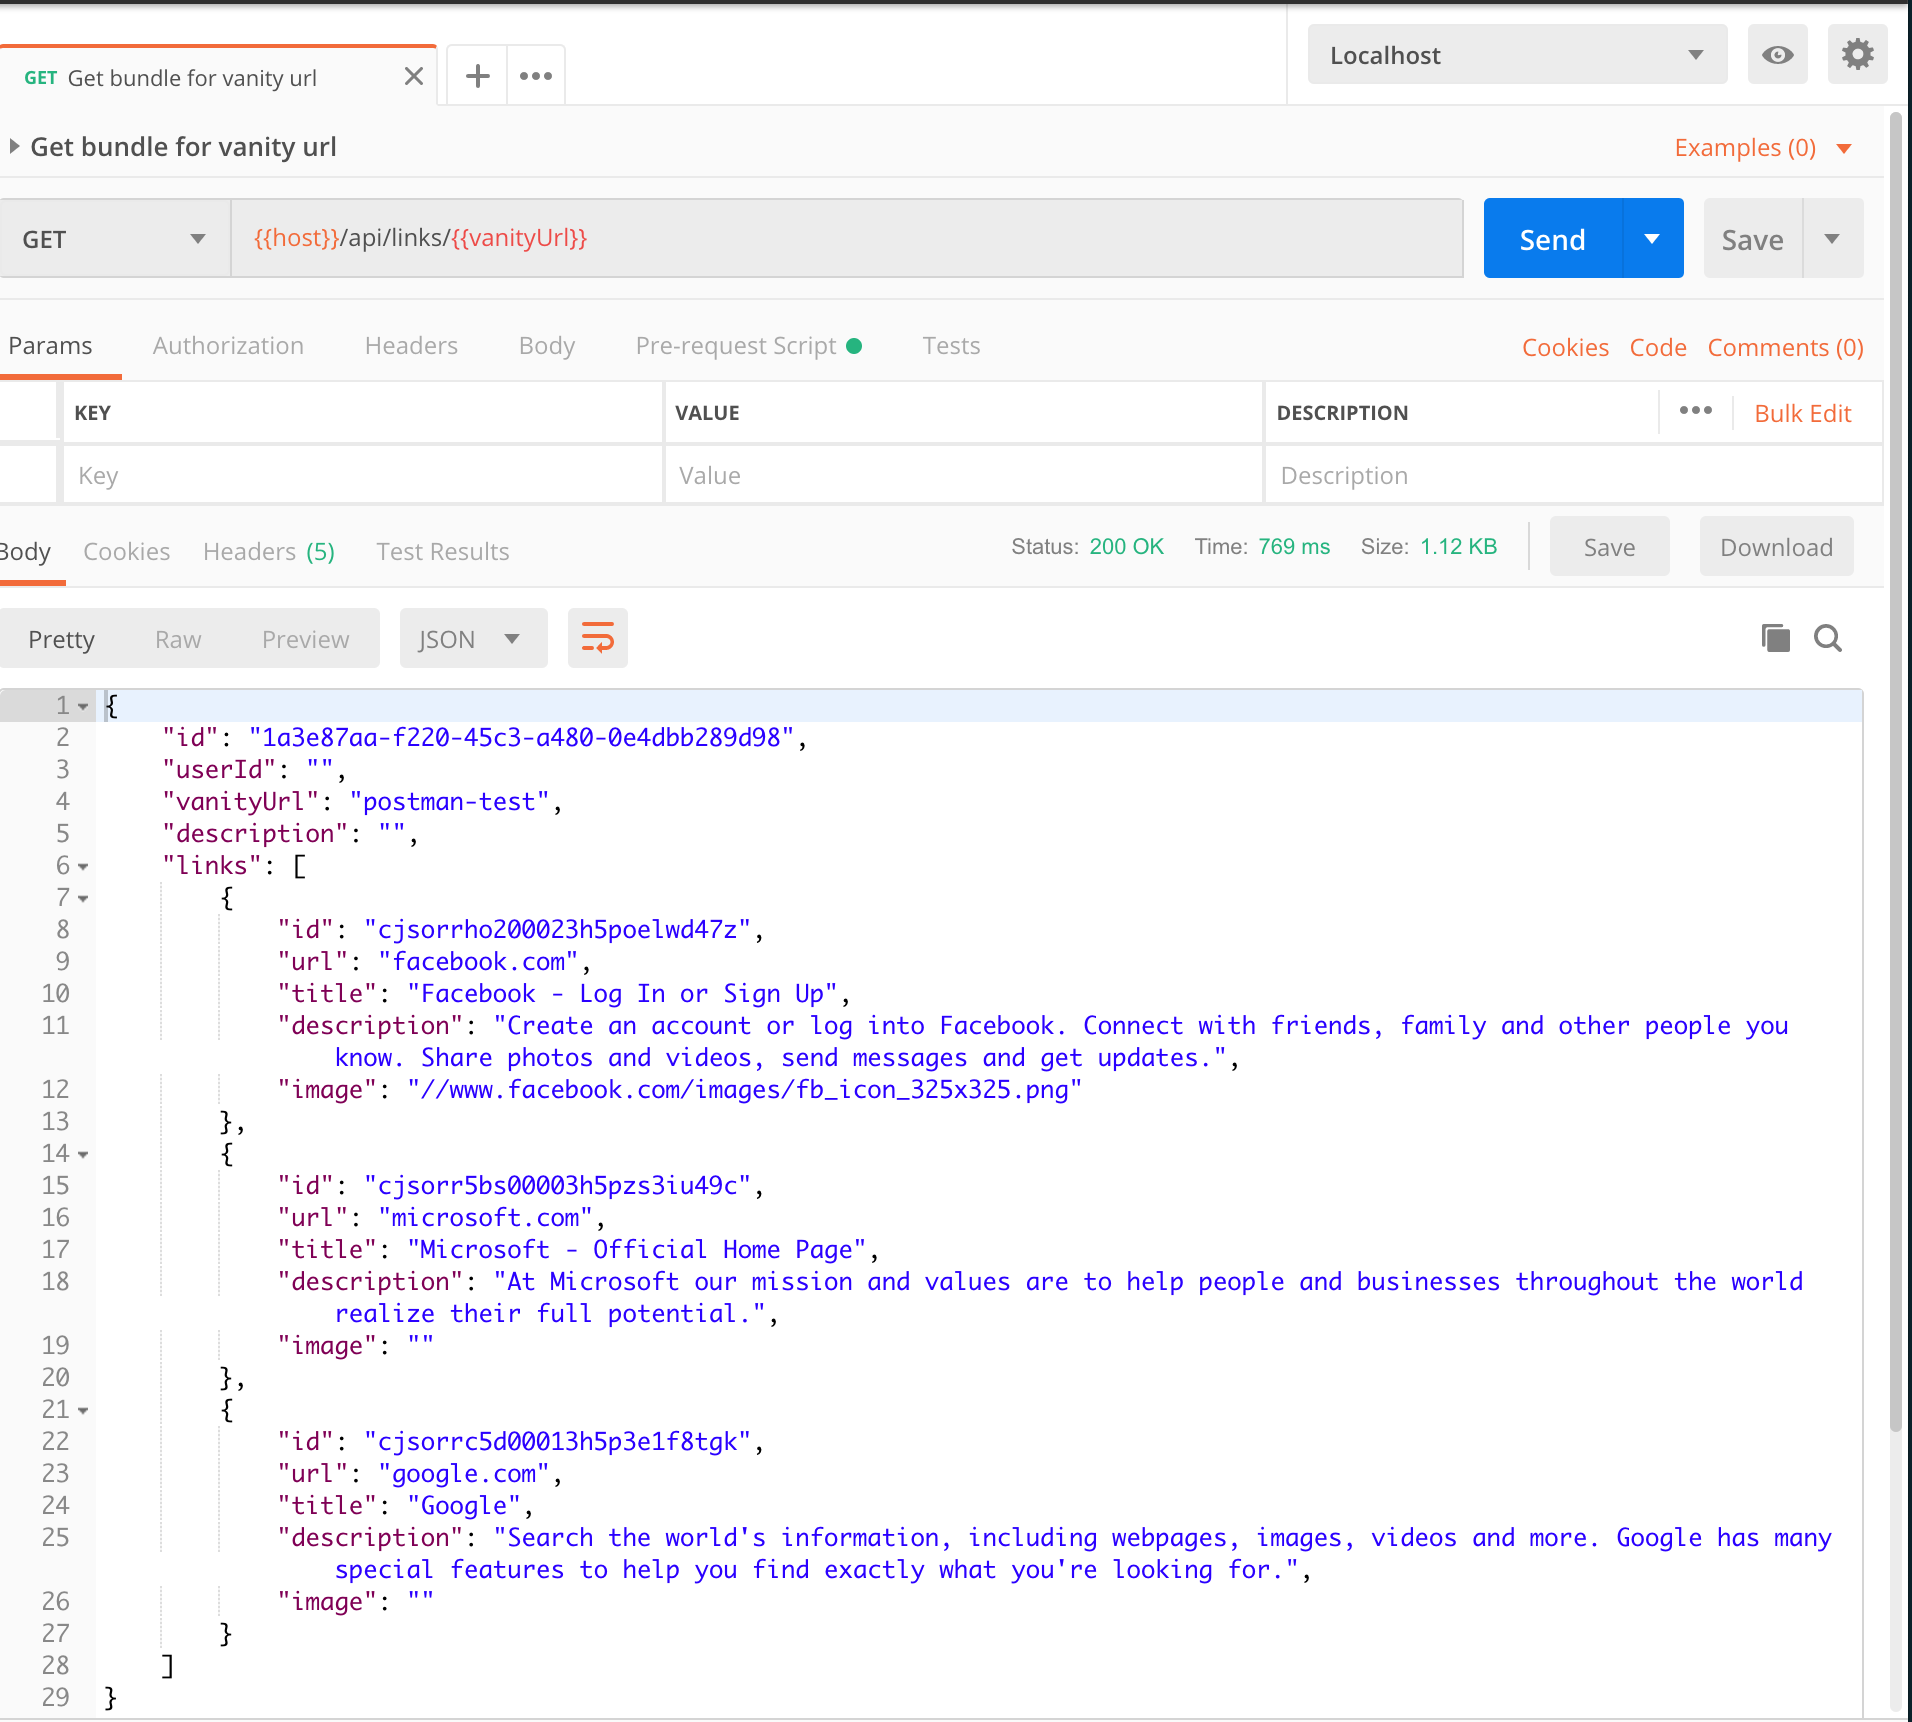 GET Get bundle for vanity url
Localhost
Get bundle for vanity url
Examples (0)
GET
{{host}}/api/links/{{vanityUrl}}
Send
Save
Params Authorization Headers Body Pre-request Script Tests
Cookies Code Comments (0)
KEY VALUE DESCRIPTION Bulk Edit
Key Value Description
Body Cookies Headers (5) Test Results
Status: 200 OK Time: 769 ms Size: 1.12 KB Save Download
Pretty Raw Preview JSON
1 {
2 "id": "1a3e87aa-f220-45c3-a480-0e4dbb289d98",
3 "userId": "",
4 "vanityUrl": "postman-test",
5 "description": "",
6 "links": [
7 {
8 "id": "cjsorrho200023h5poelwd47z",
9 "url": "facebook.com",
10 "title": "Facebook - Log In or Sign Up",
11 "description": "Create an account or log into Facebook. Connect with friends, family and other people you
know. Share photos and videos, send messages and get updates.",
12 "image": "//www.facebook.com/images/fb_icon_325x325.png"
13 },
14 {
15 "id": "cjsorr5bs00003h5pzs3iu49c",
16 "url": "microsoft.com",
17 "title": "Microsoft - Official Home Page",
18 "description": "At Microsoft our mission and values are to help people and businesses throughout the world
realize their full potential.",
19 "image": ""
20 },
21 {
22 "id": "cjsorrc5d00013h5p3e1f8tgk",
23 "url": "google.com",
24 "title": "Google",
25 "description": "Search the world's information, including webpages, images, videos and more. Google has many
special features to help you find exactly what you're looking for.",
26 "image": ""
27 }
28 ]
29 }